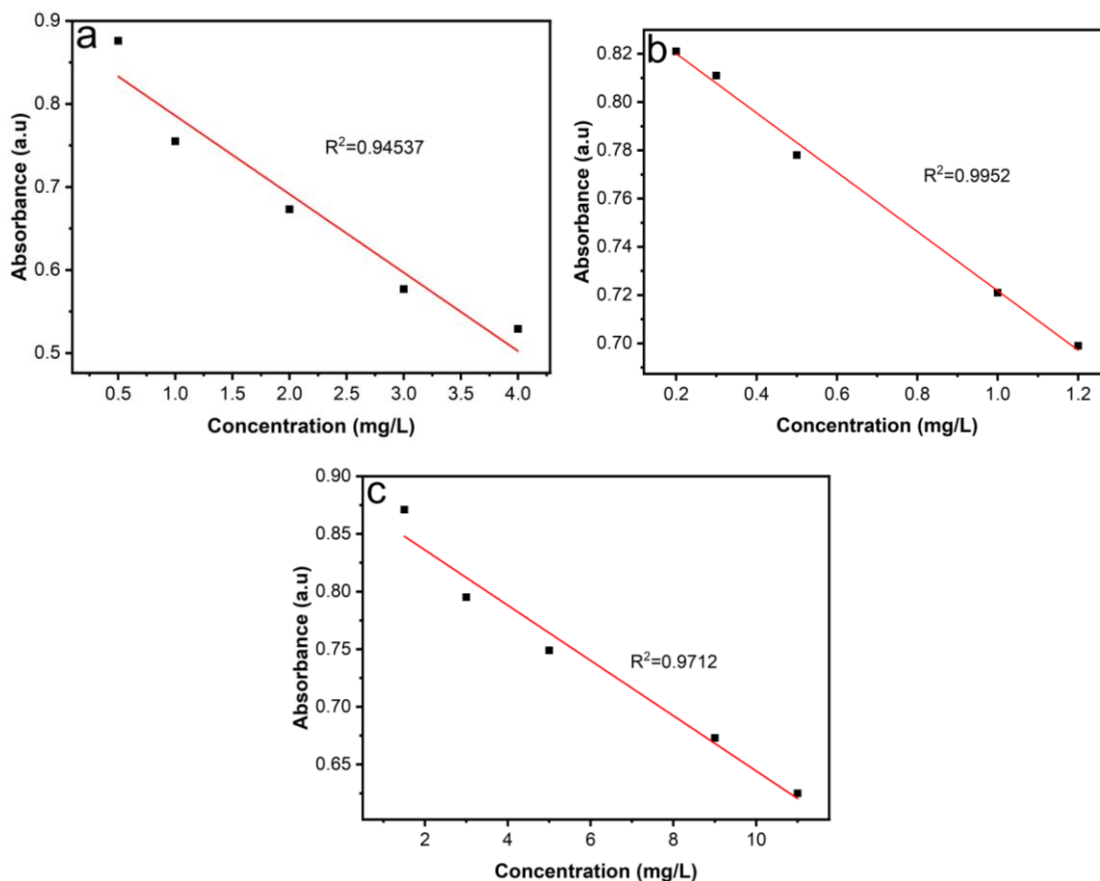 a
0.9
0.8
0.7
0.6
0.5
Absorbance (a.u)
R²=0.94537
0.5 1.0 1.5 2.0 2.5 3.0 3.5 4.0
Concentration (mg/L)
b
0.82
0.80
0.78
0.76
0.74
0.72
0.70
Absorbance (a.u)
R²=0.9952
0.2 0.4 0.6 0.8 1.0 1.2
Concentration (mg/L)
c
0.90
0.85
0.80
0.75
0.70
0.65
Absorbance (a.u)
R²=0.9712
2 4 6 8 10
Concentration (mg/L)